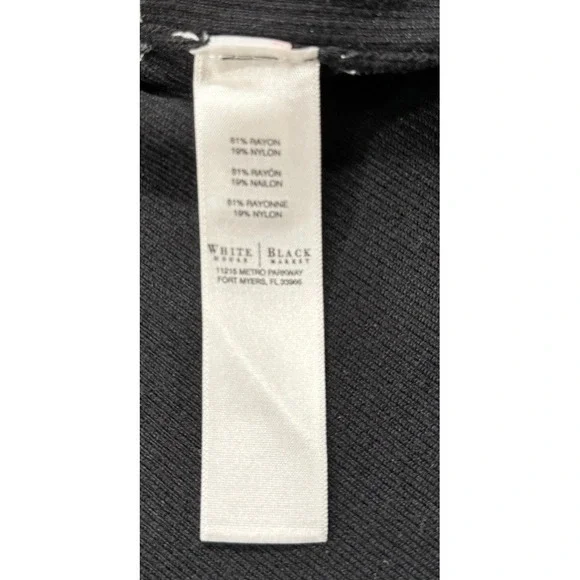 81% RAYON
19% NYLON
81% RAYÓN
19% NAILON
81% RAYONNE
19% NYLON
WHITE | BLACK
HOUSE | MARKET
11215 METRO PARKWAY
FORT MYERS, FL 33966